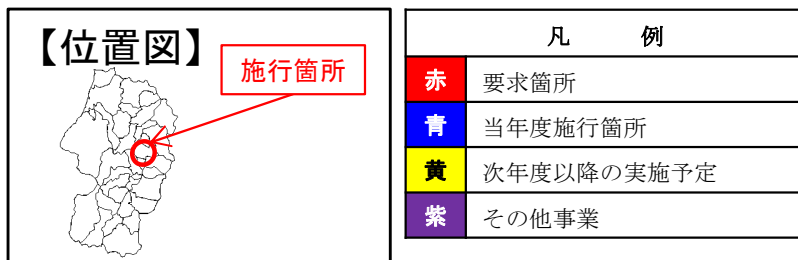 【位置図】
施行箇所
凡 例
赤 要求箇所
青 当年度施行箇所
黄 次年度以降の実施予定
紫 その他事業